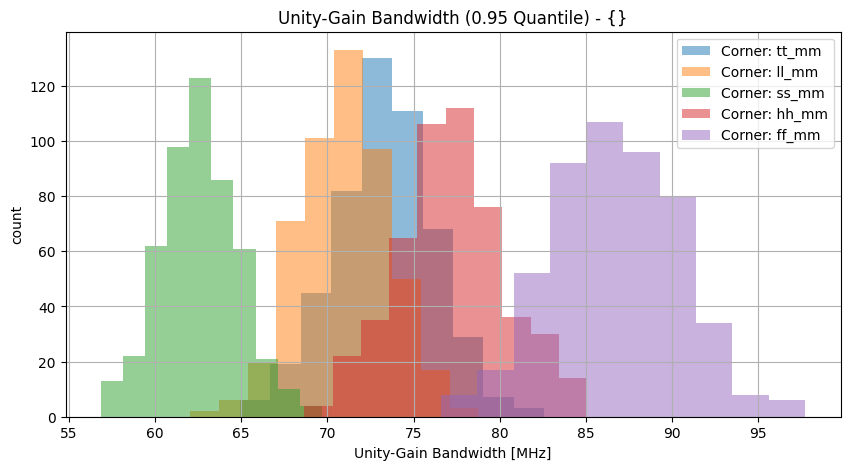 Unity-Gain Bandwidth (0.95 Quantile) - {}
Corner: tt_mm
Corner: ll_mm
Corner: ss_mm
Corner: hh_mm
Corner: ff_mm
count
120
100
80
60
40
20
0
55 60 65 70 75 80 85 90 95
Unity-Gain Bandwidth [MHz]